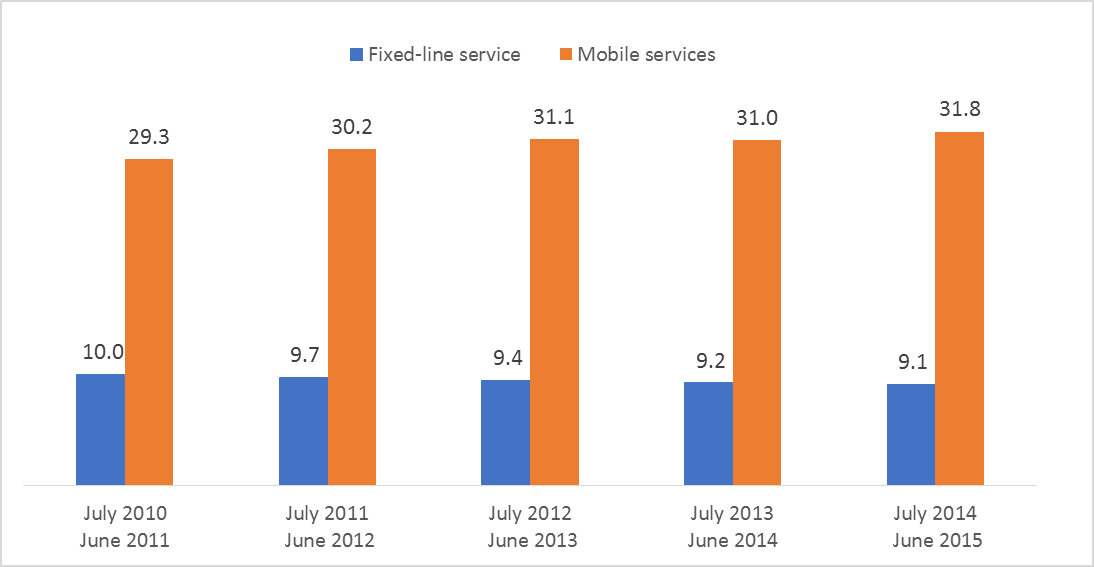 Fixed-line service Mobile services
29.3
30.2
31.1
31.0
31.8
10.0
9.7
9.4
9.2
9.1
July 2010
June 2011
July 2011
June 2012
July 2012
June 2013
July 2013
June 2014
July 2014
June 2015